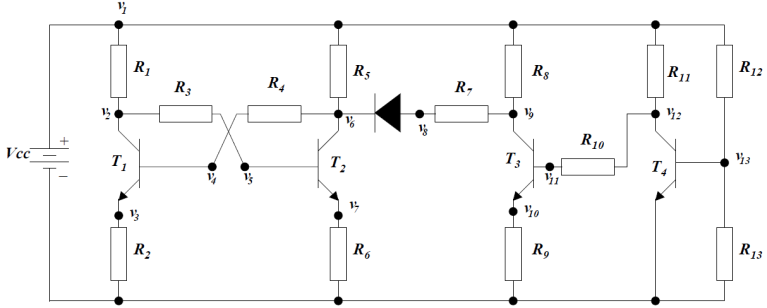 v1
R1
R3
R4
R5
R7
R8
R11
R12
v2
v6
v8
v9
v12
Vcc
+
−
T1
v4
v5
T2
T3
v11
R10
T4
v13
v3
v7
v10
R2
R6
R9
R13